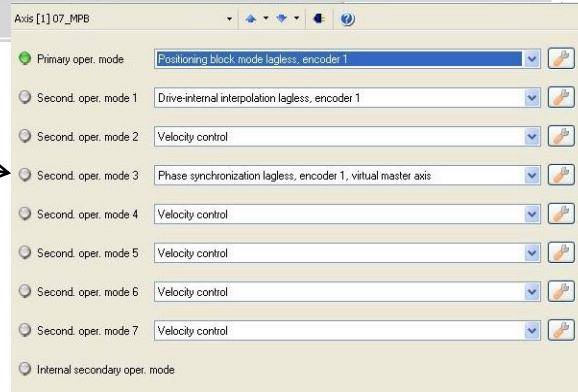 Axis [1] 07_MPB
Primary oper. mode Positioning block mode lagless, encoder 1
Second. oper. mode 1 Drive-internal interpolation lagless, encoder 1
Second. oper. mode 2 Velocity control
Second. oper. mode 3 Phase synchronization lagless, encoder 1, virtual master axis
Second. oper. mode 4 Velocity control
Second. oper. mode 5 Velocity control
Second. oper. mode 6 Velocity control
Second. oper. mode 7 Velocity control
Internal secondary oper. mode